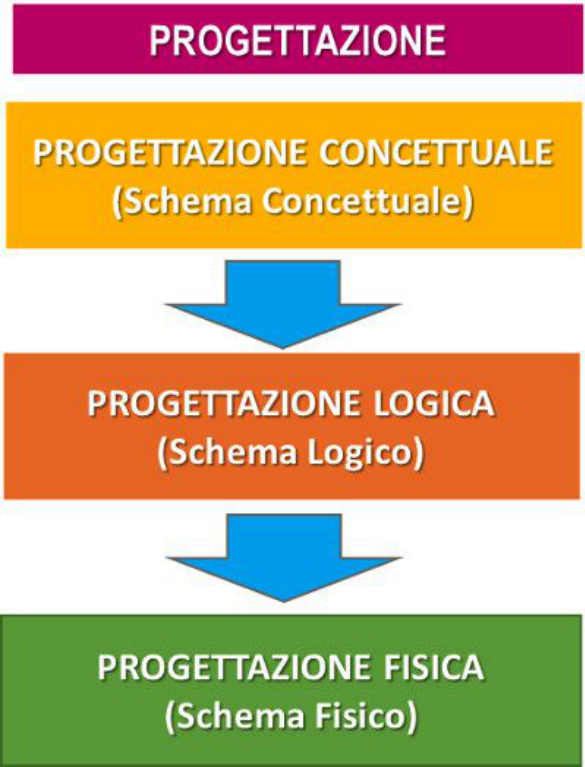 PROGETTAZIONE
PROGETTAZIONE CONCETTUALE
(Schema Concettuale)
PROGETTAZIONE LOGICA
(Schema Logico)
PROGETTAZIONE FISICA
(Schema Fisico)